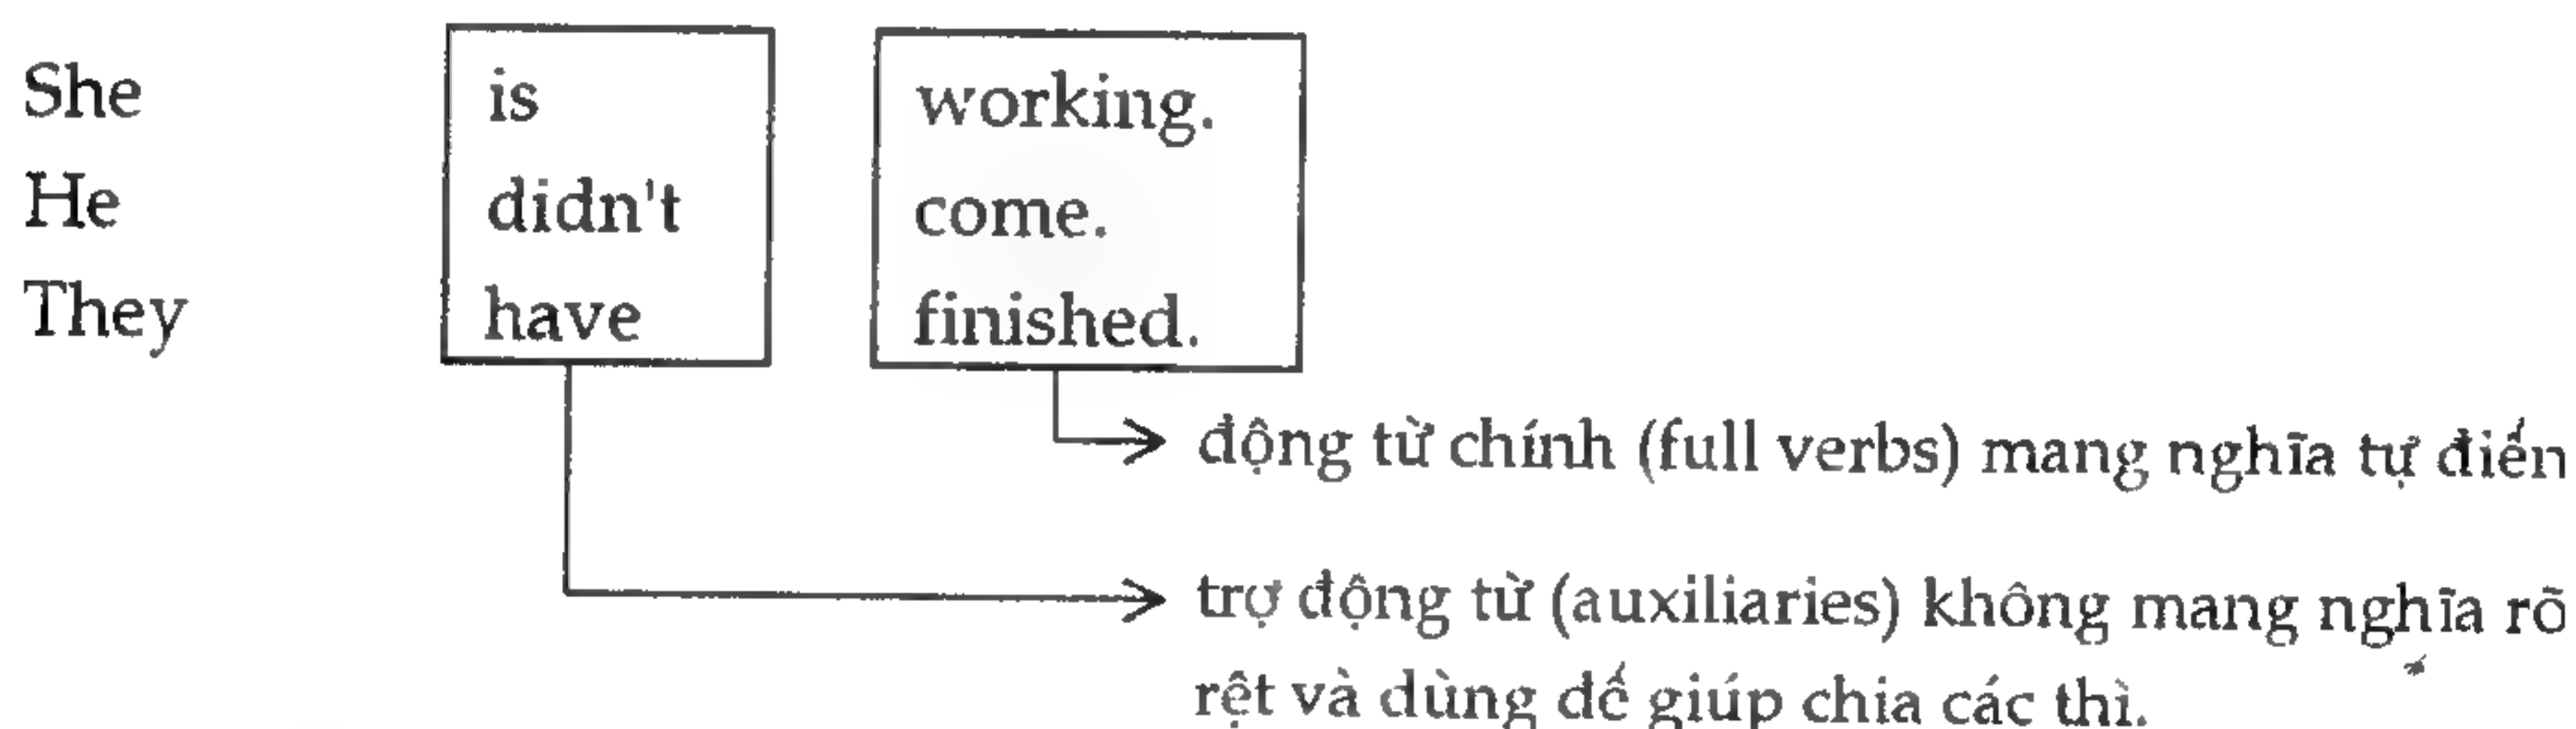 She is working.
He didn't come.
They have finished.
động từ chính (full verbs) mang nghĩa tự điển
trợ động từ (auxiliaries) không mang nghĩa rõ
rệt và dùng để giúp chia các thì.